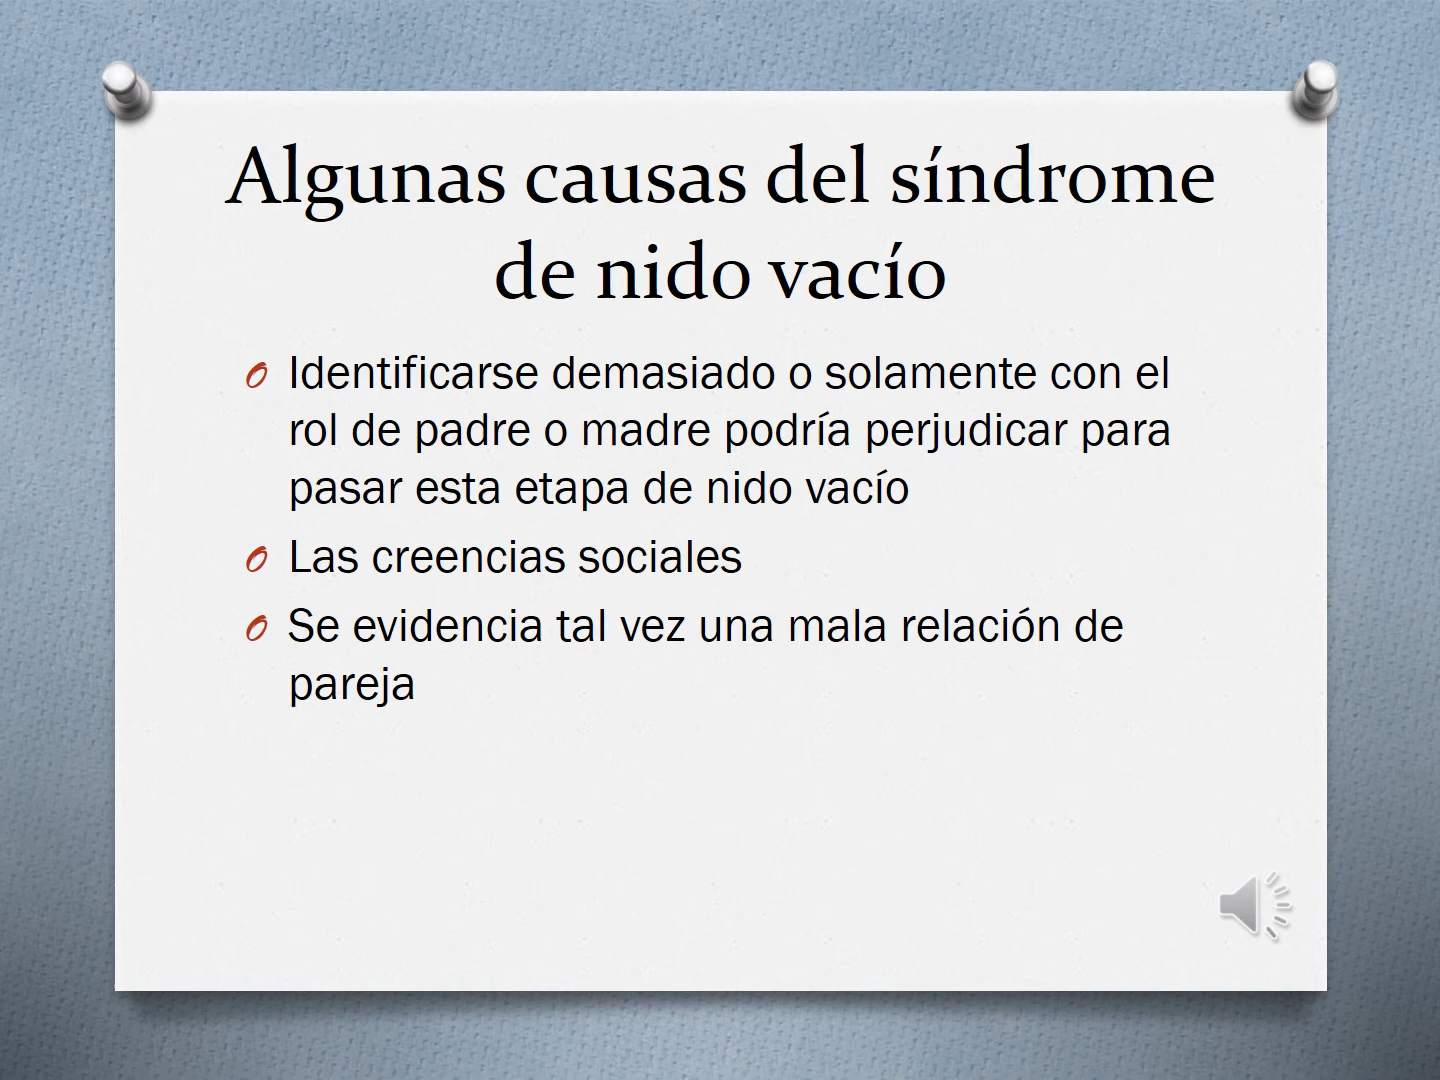 Algunas causas del síndrome
de nido vacío
Identificarse demasiado o solamente con el
rol de padre o madre podría perjudicar para
pasar esta etapa de nido vacío
Las creencias sociales
Se evidencia tal vez una mala relación de
pareja